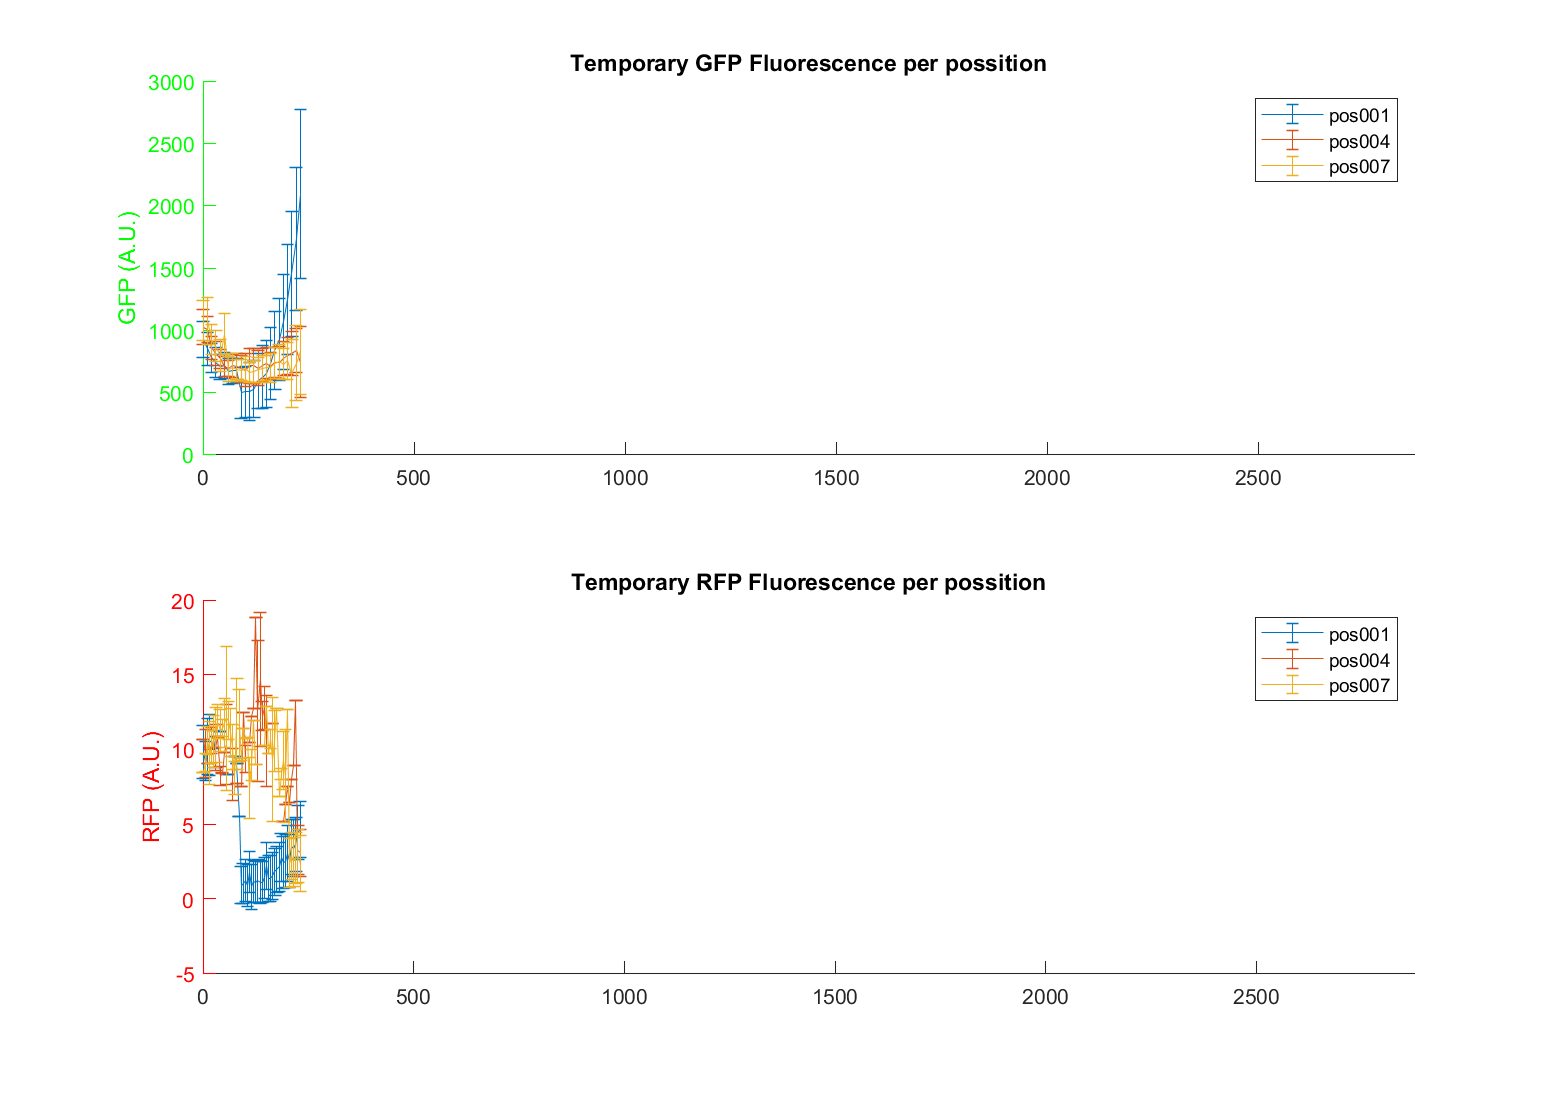 Temporary GFP Fluorescence per possition
3000
2500
2000
1500
1000
500
0
GFP (A.U.)
pos001
pos004
pos007
0 500 1000 1500 2000 2500
Temporary RFP Fluorescence per possition
20
15
10
5
0
-5
RFP (A.U.)
pos001
pos004
pos007
0 500 1000 1500 2000 2500